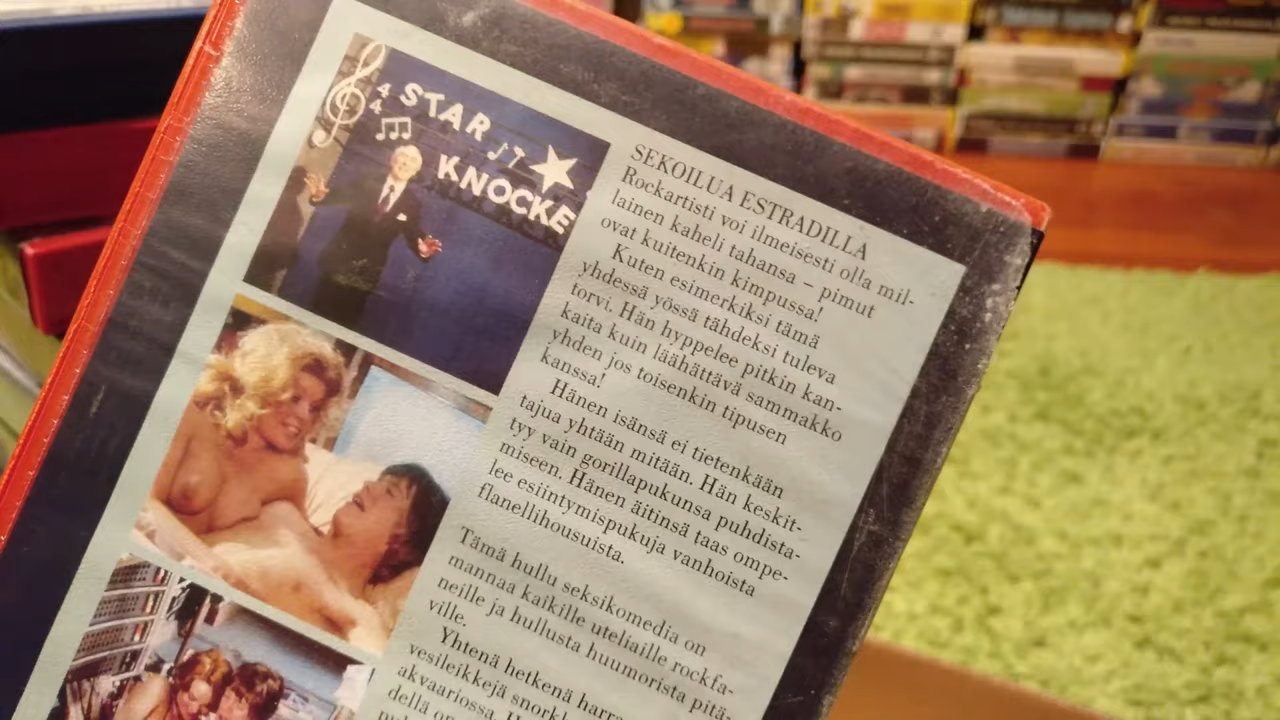 STAR
KNOCKE
SEKOILUA ESTRADILLA
Rockartisti voi ilmeisesti olla mil-
lainen kaheli tahansa – pimut
ovat kuitenkin kimpussa!
Kuten esimerkiksi tämä
yhdessä yössä tähdeksi tuleva
torvi. Hän hyppelee pitkin kan-
kaita kuin läähättävä sammakko
yhden jos toisenkin tipusen
kanssa!
Hänen isänsä ei tietenkään
tajua yhtään mitään. Hän keskit-
tyy vain gorillapukunsa puhdista-
miseen. Hänen äitinsä taas ompe-
lee esiintymispukuja vanhoista
flanellihousuista.
Tämä hullu seksikomedia on
mannaa kaikille uteliaille rockfa-
neille ja hullusta huumorista pitä-
ville.
Yhtenä hetkenä harra
vesileikkejä snork
akvaariossa.
dellä on